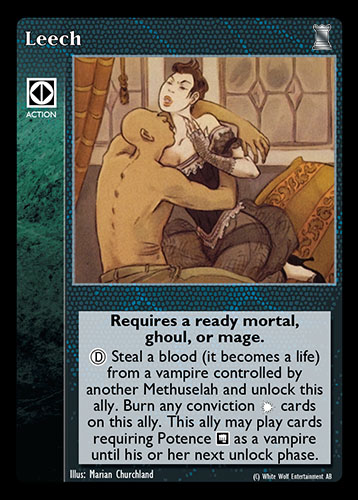 Leech
ACTION
Requires a ready mortal,
ghoul, or mage.
D Steal a blood (it becomes a life)
from a vampire controlled by
another Methuselah and unlock this
ally. Burn any conviction cards
on this ally. This ally may play cards
requiring Potence as a vampire
until his or her next unlock phase.
Illus: Marian Churchland
(C) White Wolf Entertainment AB